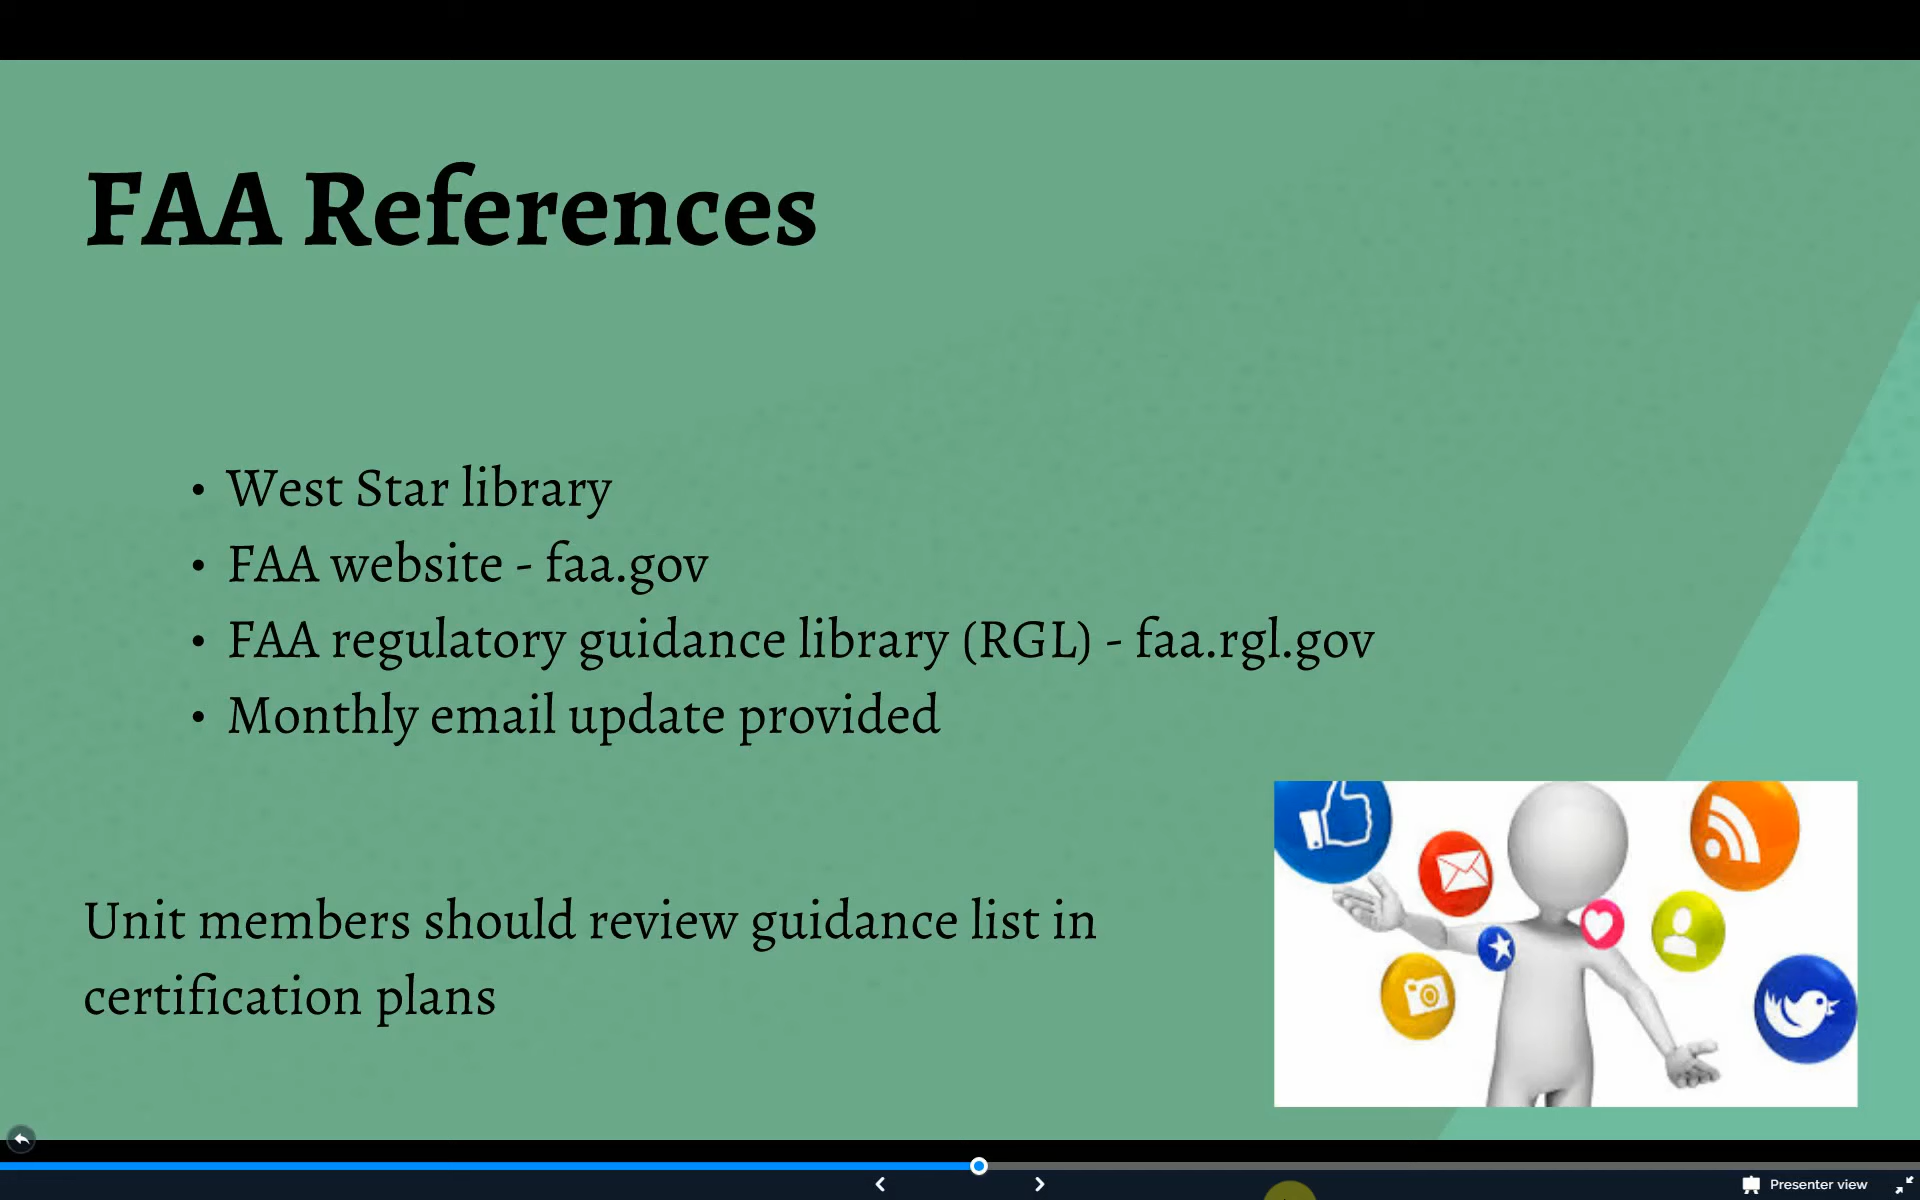 FAA References
• West Star library
• FAA website - faa.gov
• FAA regulatory guidance library (RGL) - faa.rgl.gov
• Monthly email update provided
Unit members should review guidance list in
certification plans
Presenter view